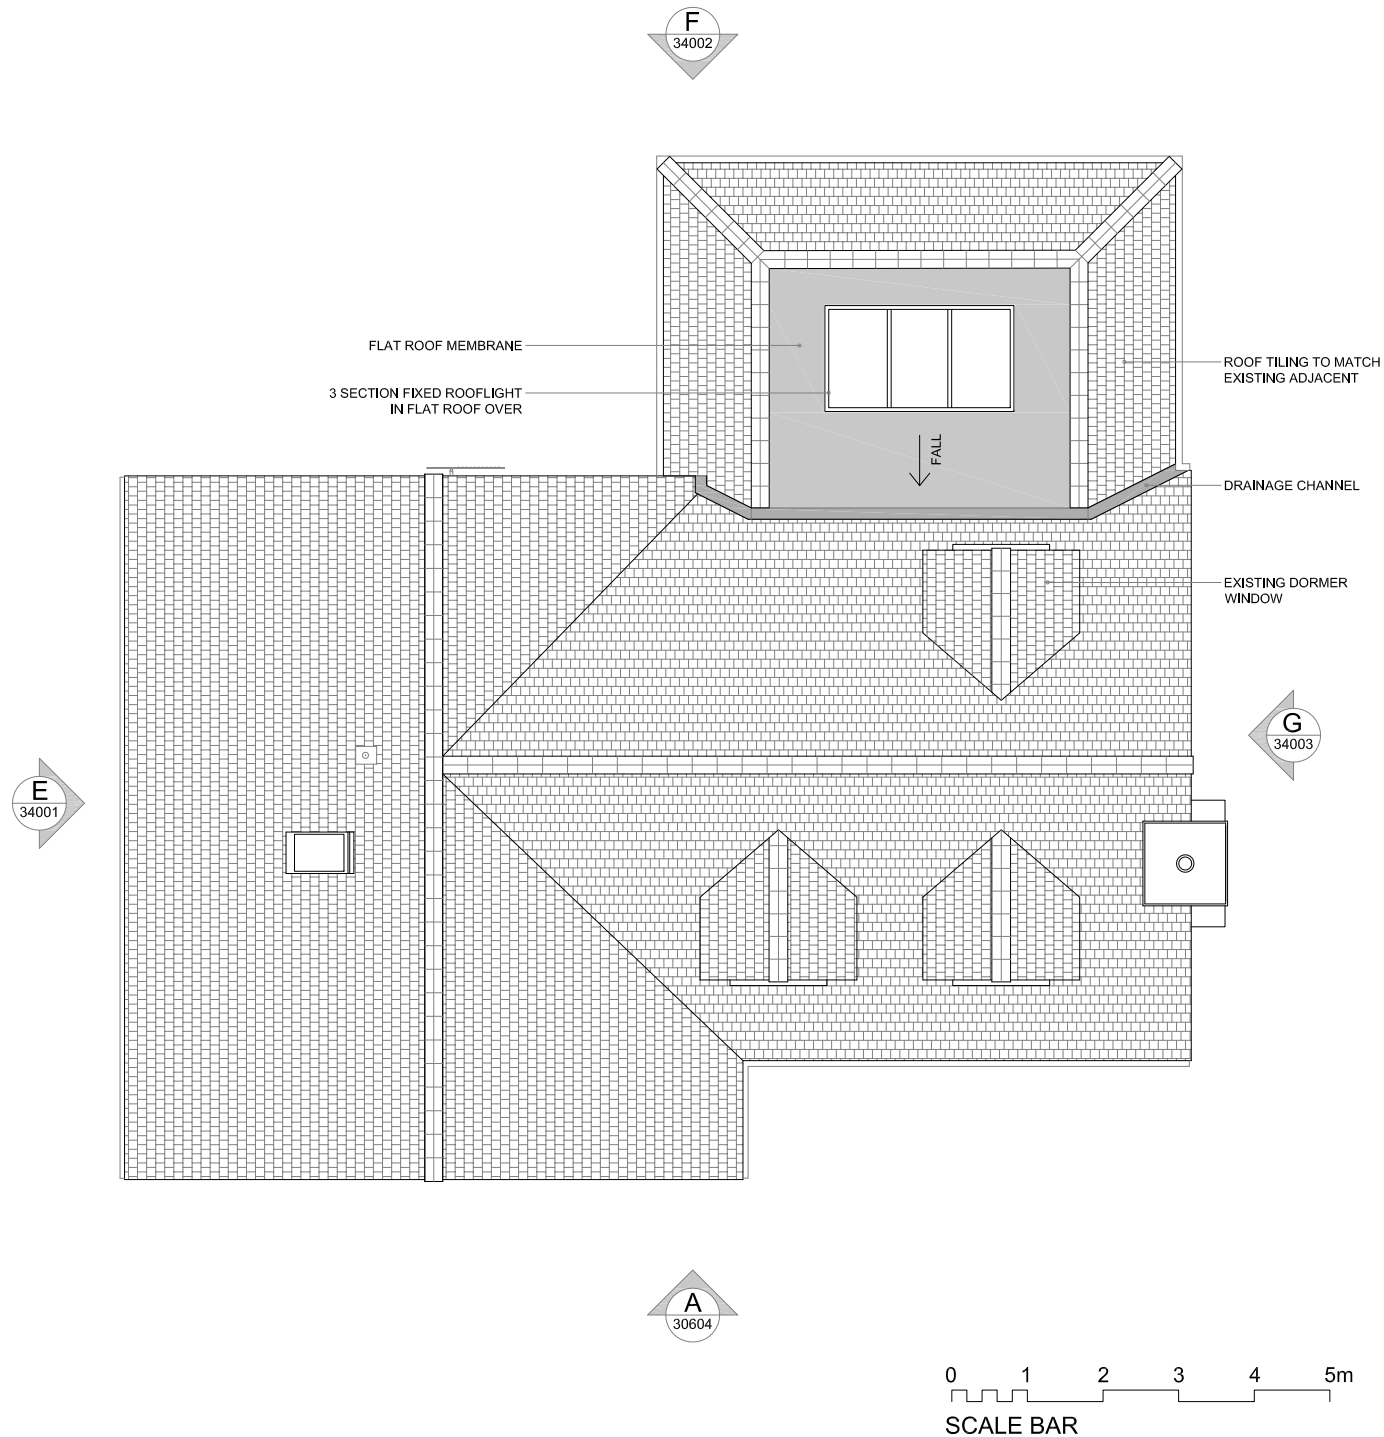 F
34002
FLAT ROOF MEMBRANE
3 SECTION FIXED ROOFLIGHT
IN FLAT ROOF OVER
ROOF TILING TO MATCH
EXISTING ADJACENT
FALL
DRAINAGE CHANNEL
EXISTING DORMER
WINDOW
G
34003
E
34001
A
30604
0 1 2 3 4 5m
SCALE BAR